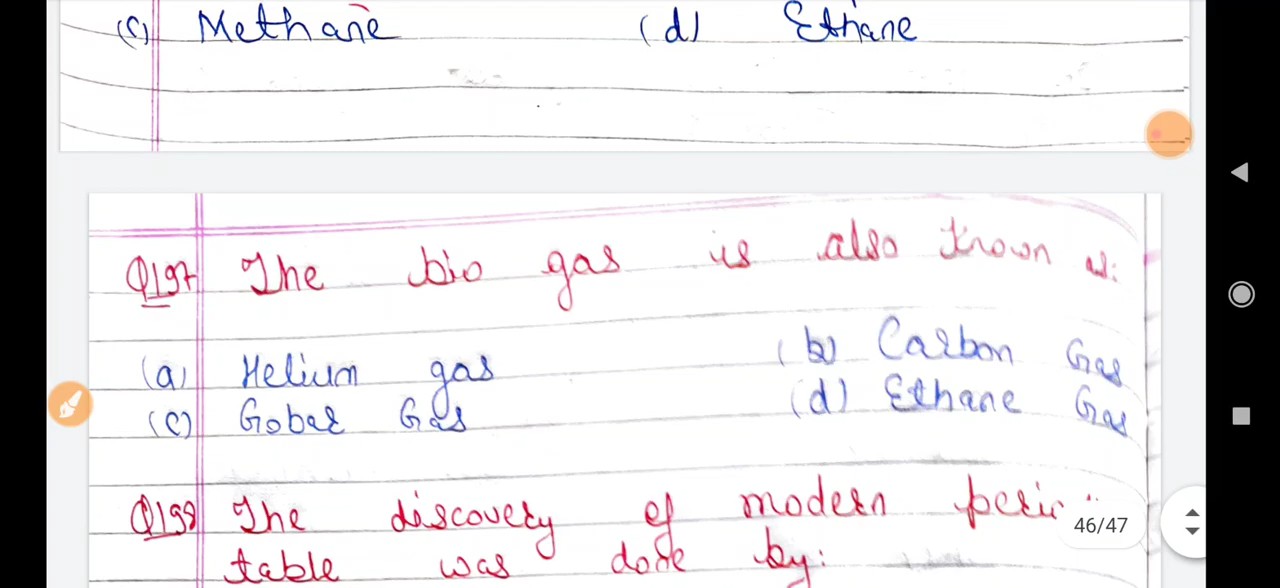 (c) Methane (d) Ethane
Q197 The bio gas is also known as:
(a) Helium gas (b) Carbon Gas
(c) Gobar Gas (d) Ethane Gas
Q198 The discovery of modern
46/47
table was done by: